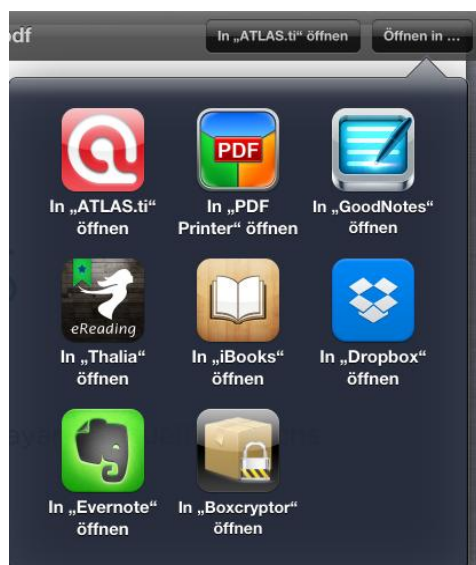 df
In „ATLAS.ti“ öffnen
Öffnen in ...
PDF
In „ATLAS.ti“
öffnen
In „PDF
Printer“ öffnen
In „GoodNotes“
öffnen
eReading
In „Thalia“
öffnen
In „iBooks“
öffnen
In „Dropbox“
öffnen
In „Evernote“
öffnen
In „Boxcryptor“
öffnen